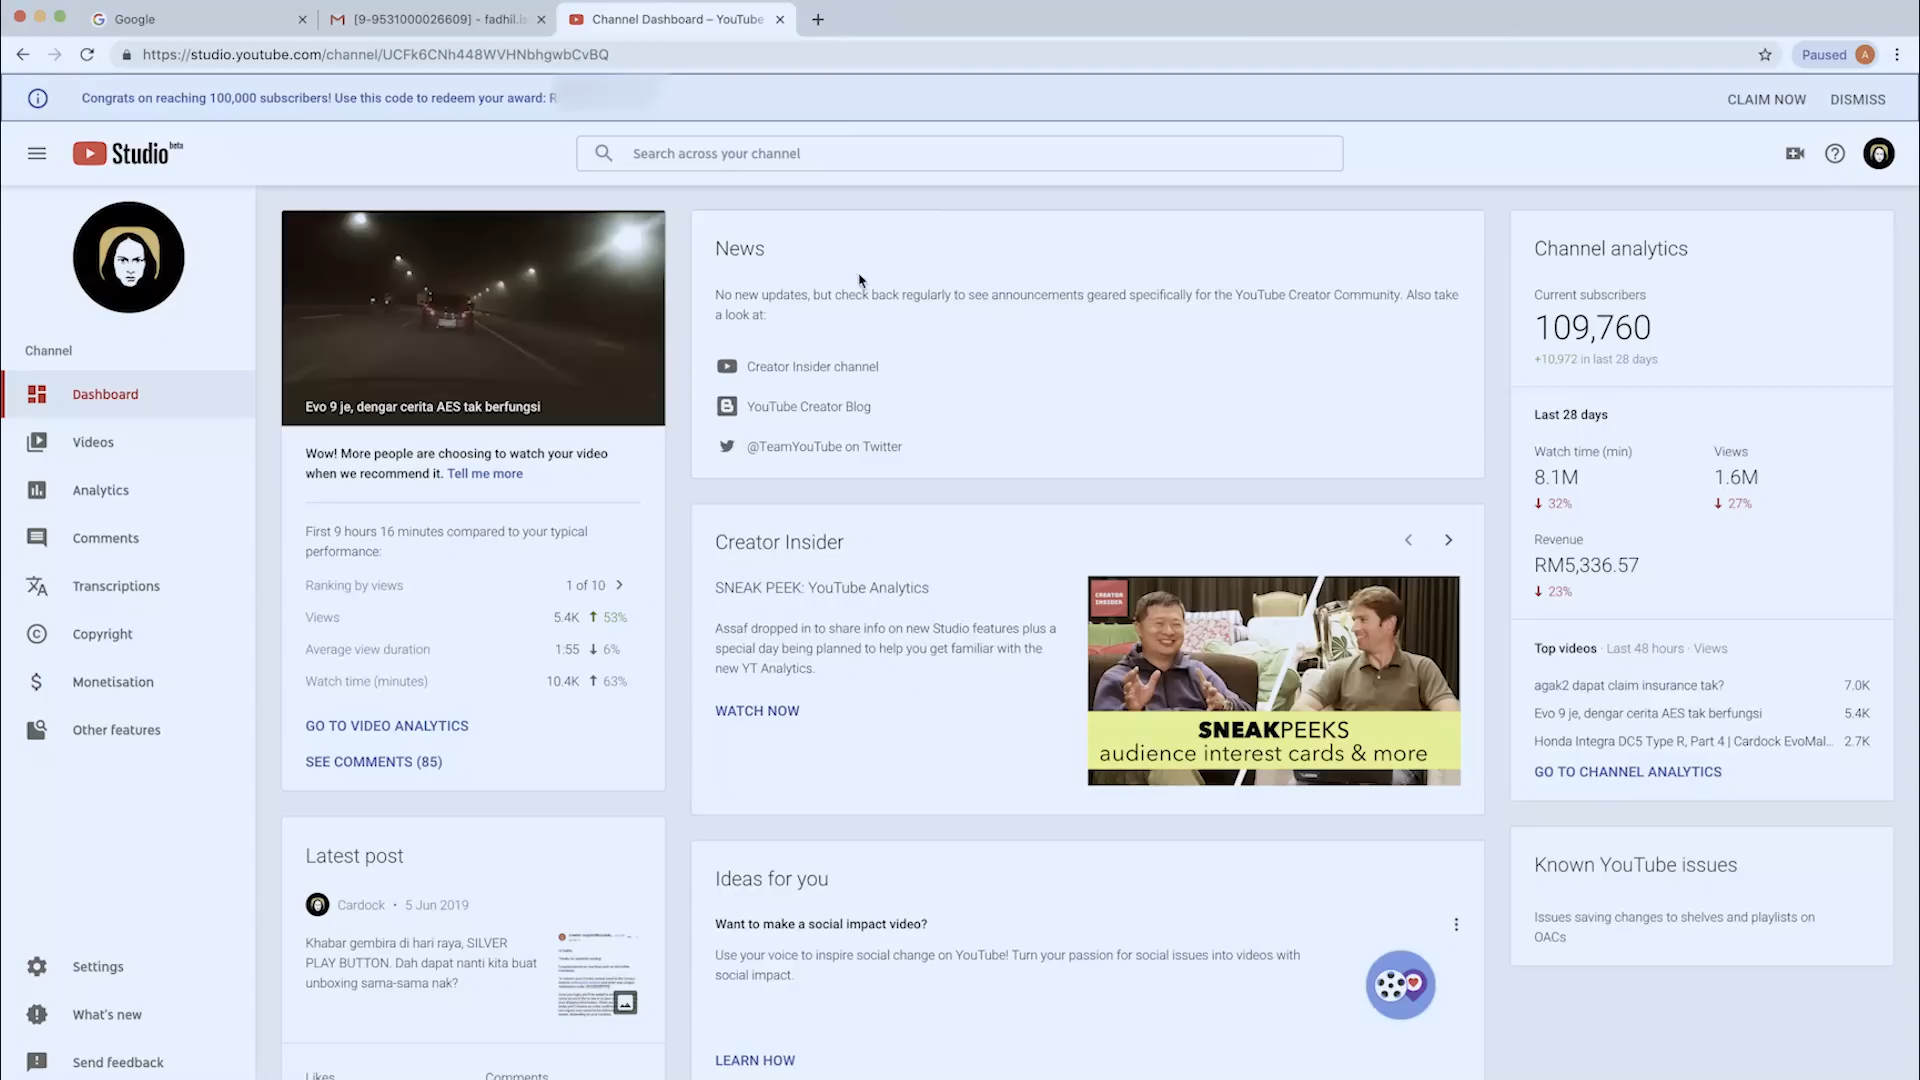 Google
[9-9531000026609] - fadhil.is
Channel Dashboard – YouTube
https://studio.youtube.com/channel/UCFk6CNh448WVHNbhgwbCvBQ
Paused
A
Congrats on reaching 100,000 subscribers! Use this code to redeem your award: R
CLAIM NOW
DISMISS
Studio beta
Search across your channel
Channel
Dashboard
Videos
Analytics
Comments
Transcriptions
Copyright
Monetisation
Other features
Settings
What's new
Send feedback
Evo 9 je, dengar cerita AES tak berfungsi
Wow! More people are choosing to watch your video
when we recommend it. Tell me more
First 9 hours 16 minutes compared to your typical
performance:
Ranking by views 1 of 10
Views 5.4K 53%
Average view duration 1:55 6%
Watch time (minutes) 10.4K 63%
GO TO VIDEO ANALYTICS
SEE COMMENTS (85)
Latest post
Cardock • 5 Jun 2019
Khabar gembira di hari raya, SILVER
PLAY BUTTON. Dah dapat nanti kita buat
unboxing sama-sama nak?
Likes Comments
News
No new updates, but check back regularly to see announcements geared specifically for the YouTube Creator Community. Also take
a look at:
Creator Insider channel
YouTube Creator Blog
@TeamYouTube on Twitter
Creator Insider
SNEAK PEEK: YouTube Analytics
Assaf dropped in to share info on new Studio features plus a
special day being planned to help you get familiar with the
new YT Analytics.
WATCH NOW
CREATOR
INSIDER
SNEAKPEEKS
audience interest cards & more
Ideas for you
Want to make a social impact video?
Use your voice to inspire social change on YouTube! Turn your passion for social issues into videos with
social impact.
LEARN HOW
Channel analytics
Current subscribers
109,760
+10,972 in last 28 days
Last 28 days
Watch time (min) Views
8.1M 1.6M
32% 27%
Revenue
RM5,336.57
23%
Top videos · Last 48 hours · Views
agak2 dapat claim insurance tak? 7.0K
Evo 9 je, dengar cerita AES tak berfungsi 5.4K
Honda Integra DC5 Type R, Part 4 | Cardock EvoMal... 2.7K
GO TO CHANNEL ANALYTICS
Known YouTube issues
Issues saving changes to shelves and playlists on
OACs